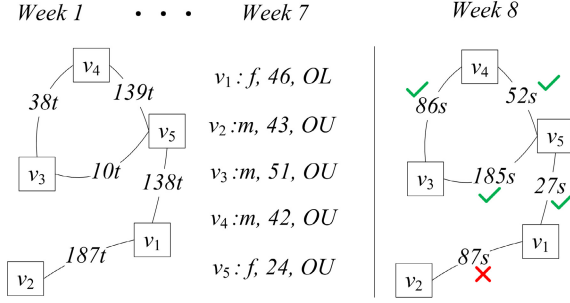 Week 1 • • • Week 7 Week 8
v4
38t 139t
v5
v3 10t
138t
v1
187t
v2
v1 : f, 46, OL
v2 :m, 43, OU
v3 :m, 51, OU
v4 :m, 42, OU
v5 : f, 24, OU
v4
✓ 86s 52s ✓
v5
v3 185s ✓
27s ✓
v1
87s ✗
v2